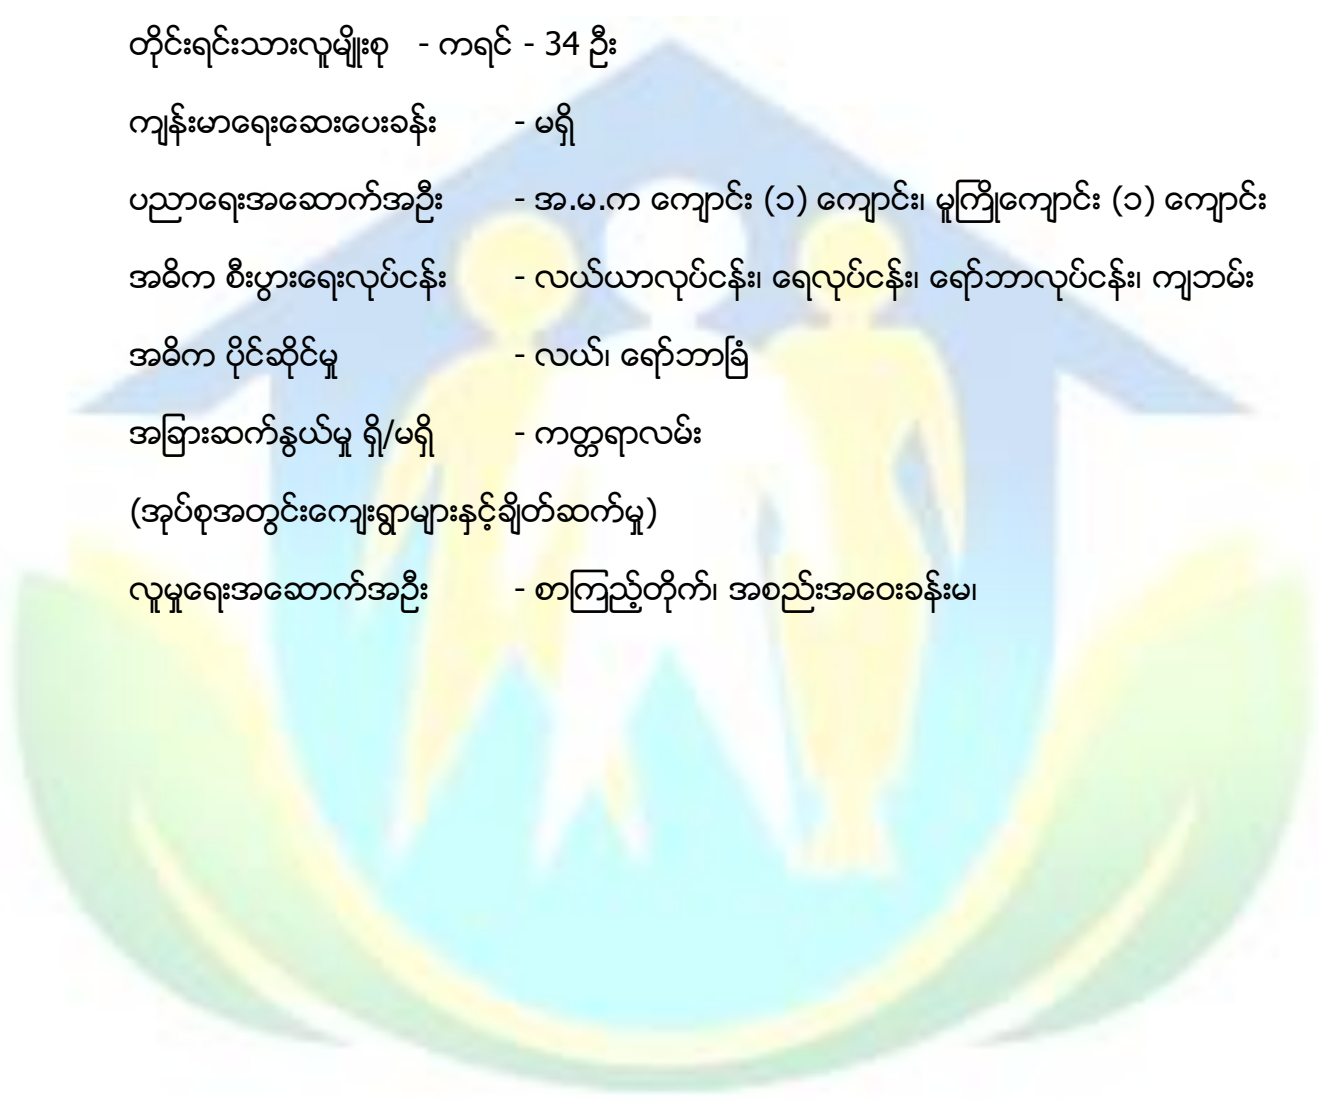 တိုင်းရင်းသားလူမျိုးစု - ကရင် - 34 ဦး
ကျန်းမာရေးဆေးပေးခန်း - မရှိ
ပညာရေးအဆောက်အဦး - အ.မ.က ကျောင်း (၁) ကျောင်း၊ မူကြိုကျောင်း (၁) ကျောင်း
အဓိက စီးပွားရေးလုပ်ငန်း - လယ်ယာလုပ်ငန်း၊ ရေလုပ်ငန်း၊ ရော်ဘာလုပ်ငန်း၊ ကျဘမ်း
အဓိက ပိုင်ဆိုင်မှု - လယ်၊ ရော်ဘာခြံ
အခြားဆက်နွယ်မှု ရှိ/မရှိ - ကတ္တရာလမ်း
(အုပ်စုအတွင်းကျေးရွာများနှင့်ချိတ်ဆက်မှု)
လူမှုရေးအဆောက်အဦး - စာကြည့်တိုက်၊ အစည်းအဝေးခန်းမ၊